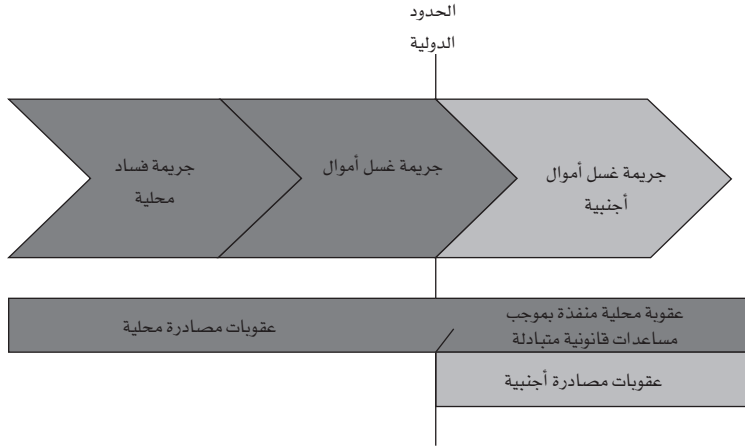 الحدود
الدولية
جريمة فساد
محلية
جريمة غسل أموال
جريمة غسل أموال
أجنبية
عقوبات مصادرة محلية
عقوبة محلية منفذة بموجب
مساعدات قانونية متبادلة
عقوبات مصادرة أجنبية